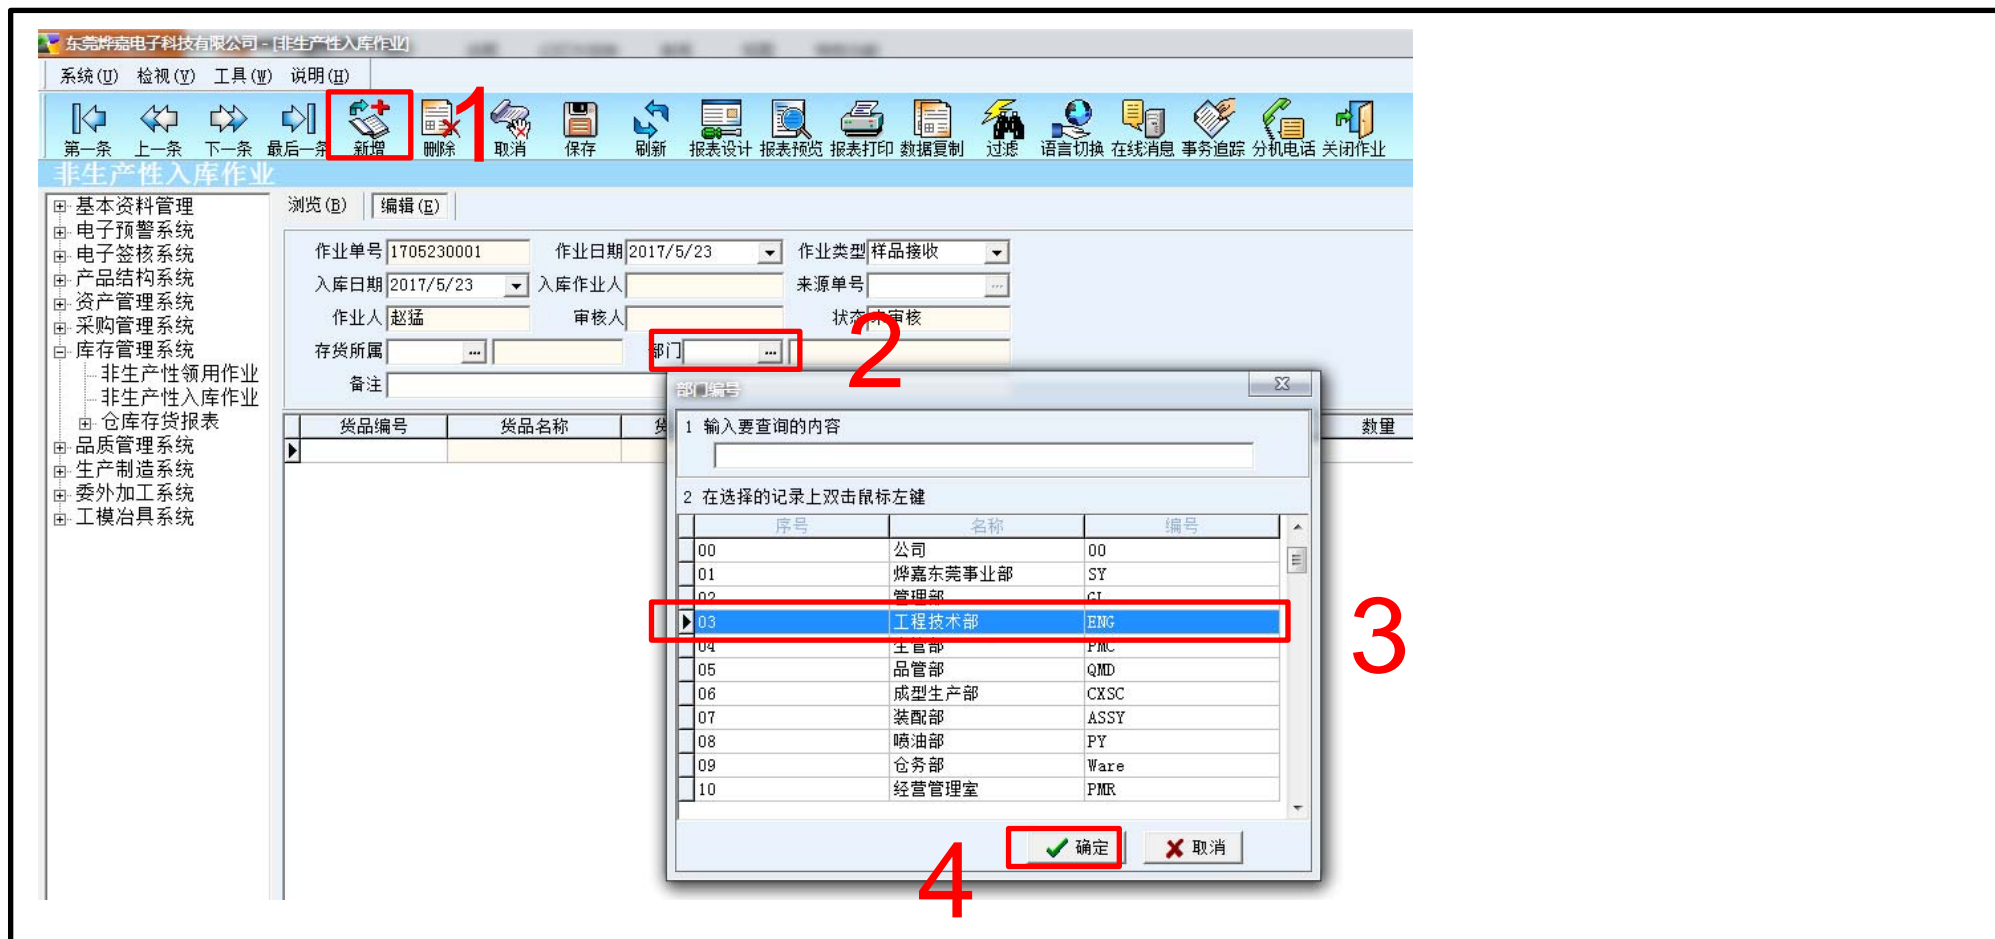 东莞烨嘉电子科技有限公司 - [非生产性入库作业]
系统(U) 检视(V) 工具(W) 说明(H)
1
第一条 上一条 下一条 最后一条 新增 删除 取消 保存 刷新 报表设计 报表预览 报表打印 数据复制 过滤 语言切换 在线消息 事务追踪 分机电话 关闭作业
非生产性入库作业
基本资料管理
电子预警系统
电子签核系统
产品结构系统
资产管理系统
采购管理系统
库存管理系统
非生产性领用作业
非生产性入库作业
仓库存货报表
品质管理系统
生产制造系统
委外加工系统
工模冶具系统
浏览(B) 编辑(E)
作业单号 1705230001 作业日期 2017/5/23 作业类型 样品接收
入库日期 2017/5/23 入库作业人 来源单号
作业人 赵猛 审核人 状态 未审核
存货所属 部门
2
备注
货品编号 货品名称 数量
部门编号
1 输入要查询的内容
2 在选择的记录上双击鼠标左键
序号 名称 编号
00 公司 00
01 烨嘉东莞事业部 SY
02 管理部 GL
03 工程技术部 ENG
3
04 生管部 PMC
05 品管部 QMD
06 成型生产部 CXSC
07 装配部 ASSY
08 喷油部 PY
09 仓务部 Ware
10 经营管理室 PMR
4
确定 取消